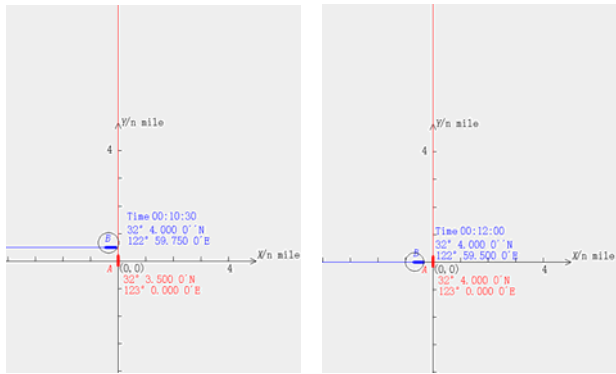 Y/n mile
4
Time 00:10:30
32° 4.000 0′′N
122° 59.750 0′E
B
X/n mile
A
(0,0)
4
32° 3.500 0′N
123° 0.000 0′E
Y/n mile
4
Time 00:12:00
32° 4.000 0′′N
122° 59.500 0′E
B
X/n mile
A
(0,0)
4
32° 4.000 0′N
123° 0.000 0′E